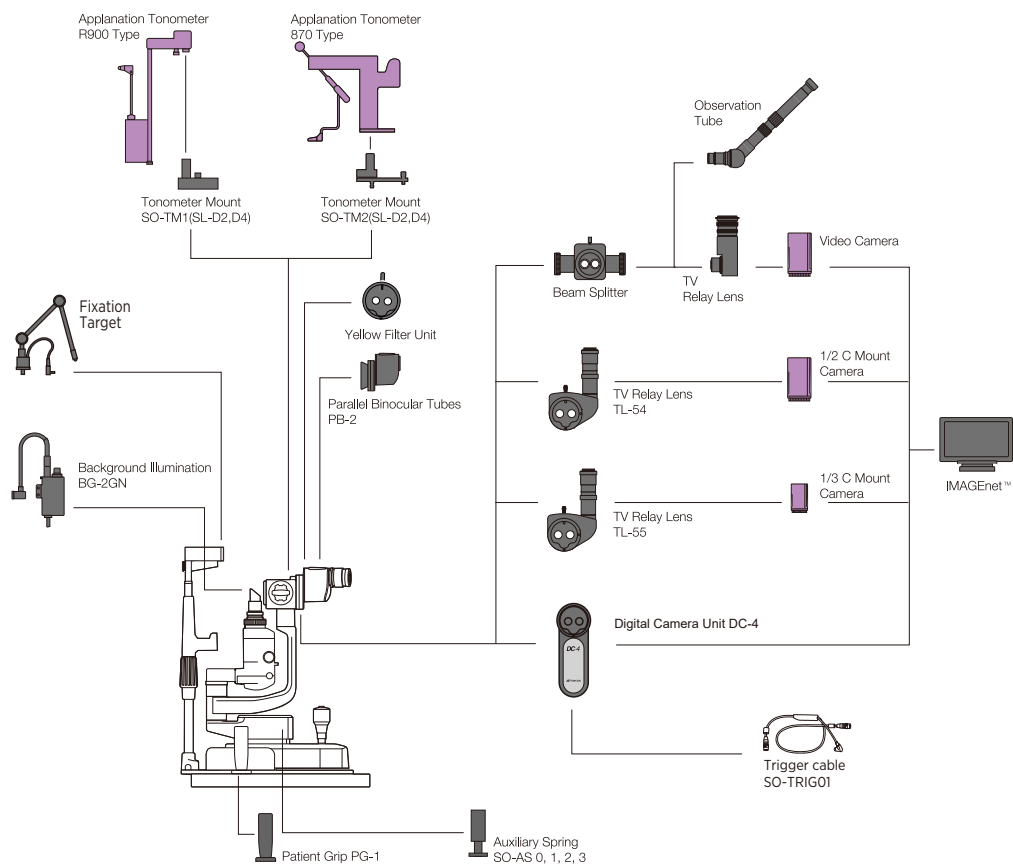 Applanation Tonometer
R900 Type
Applanation Tonometer
870 Type
Observation
Tube
Tonometer Mount
SO-TM1(SL-D2,D4)
Tonometer Mount
SO-TM2(SL-D2,D4)
Video Camera
Beam Splitter
TV
Relay Lens
Fixation
Target
Yellow Filter Unit
1/2 C Mount
Camera
Parallel Binocular Tubes
PB-2
TV Relay Lens
TL-54
Background Illumination
BG-2GN
1/3 C Mount
Camera
IMAGEnet™
TV Relay Lens
TL-55
Digital Camera Unit DC-4
DC-4
Trigger cable
SO-TRIG01
Patient Grip PG-1
Auxiliary Spring
SO-AS 0, 1, 2, 3